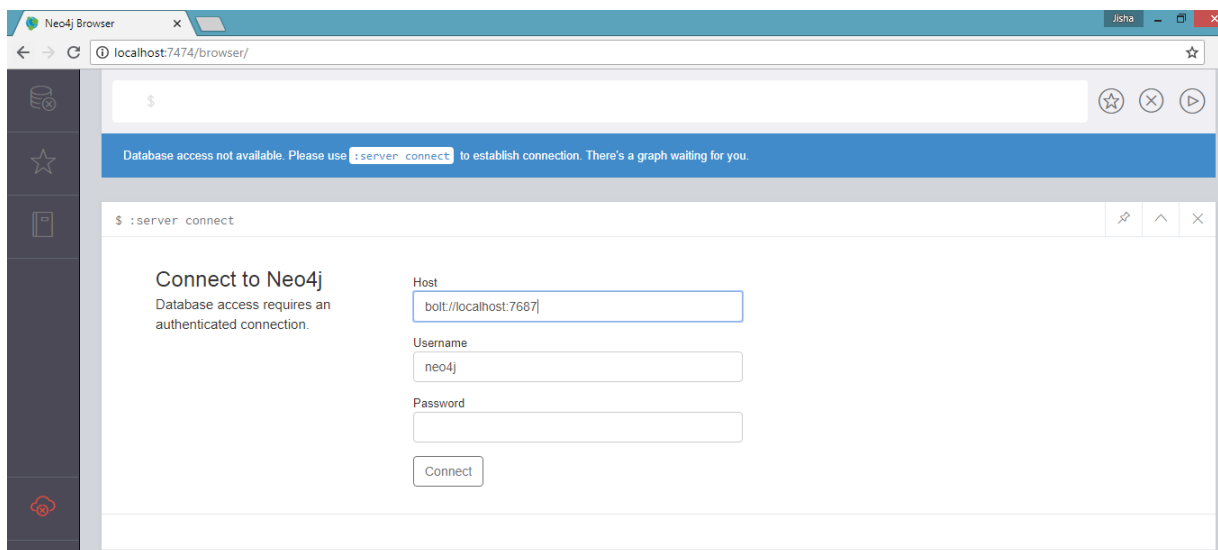 Neo4j Browser
Jisha
localhost:7474/browser/
$
Database access not available. Please use :server connect to establish connection. There's a graph waiting for you.
$ :server connect
Connect to Neo4j
Database access requires an
authenticated connection.
Host
bolt://localhost:7687
Username
neo4j
Password
Connect